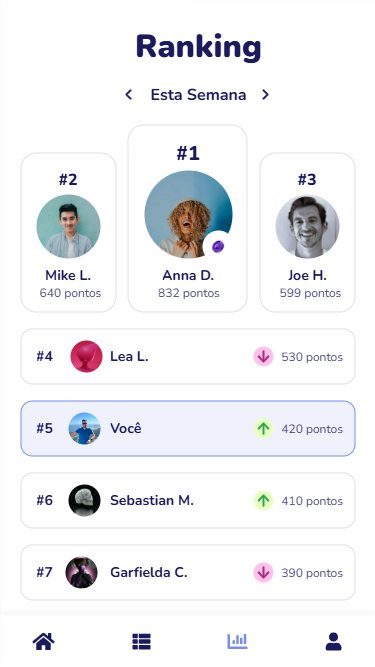 Ranking
Esta Semana
#1
#2
#3
Mike L.
Anna D.
Joe H.
640 pontos
832 pontos
599 pontos
#4 Lea L. 530 pontos
#5 Você 420 pontos
#6 Sebastian M. 410 pontos
#7 Garfielda C. 390 pontos